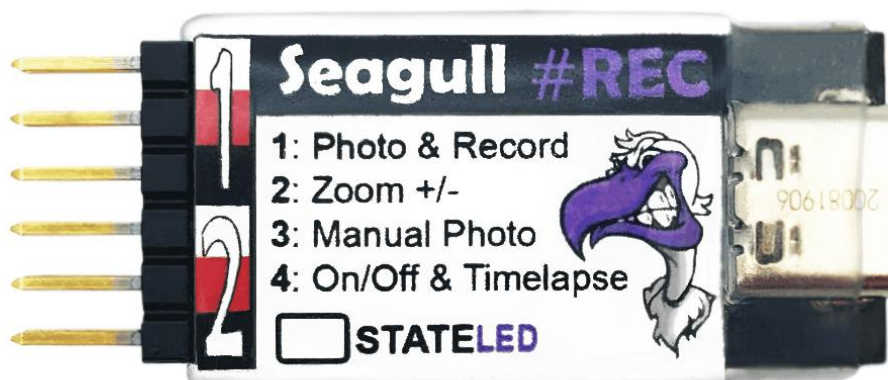 Seagull #REC
1: Photo & Record
2: Zoom +/-
3: Manual Photo
4: On/Off & Timelapse
STATELED
1
2
20081906